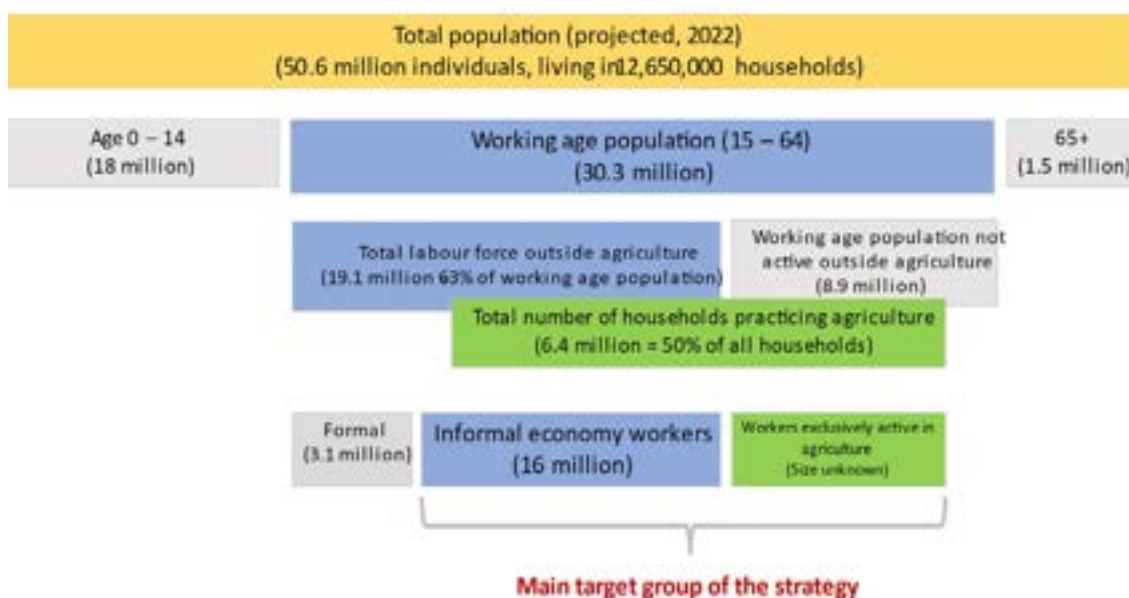 Total population (projected, 2022)
(50.6 million individuals, living in12,650,000 households)
Age 0 – 14
(18 million)
Working age population (15 – 64)
(30.3 million)
65+
(1.5 million)
Total labour force outside agriculture
(19.1 million 63% of working age population)
Working age population not
active outside agriculture
(8.9 million)
Total number of households practicing agriculture
(6.4 million = 50% of all households)
Formal
(3.1 million)
Informal economy workers
(16 million)
Workers exclusively active in
agriculture
(Size unknown)
Main target group of the strategy